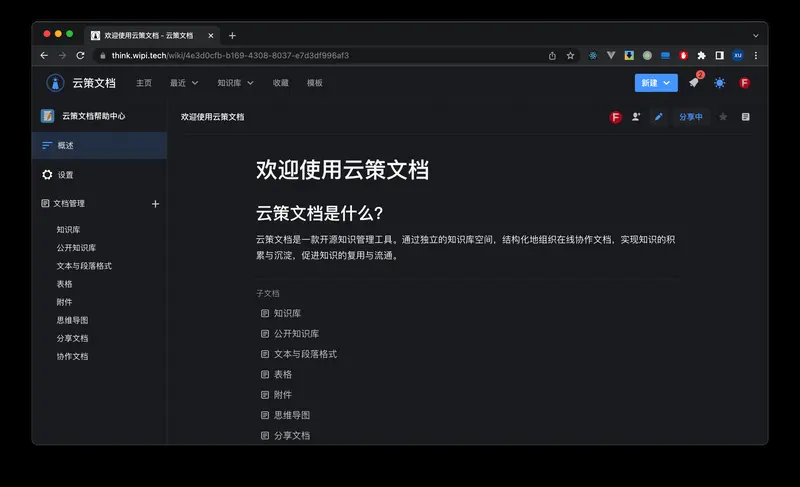 欢迎使用云策文档 - 云策文档
think.wipi.tech/wiki/4e3d0cfb-b169-4308-8037-e7d3df996af3
xu
云策文档 主页 最近 知识库 收藏 模板 新建 2 F
云策文档帮助中心
欢迎使用云策文档 F 分享中
概述
设置
文档管理
知识库
公开知识库
文本与段落格式
表格
附件
思维导图
分享文档
协作文档
欢迎使用云策文档
云策文档是什么?
云策文档是一款开源知识管理工具。通过独立的知识库空间，结构化地组织在线协作文档，实现知识的积
累与沉淀，促进知识的复用与流通。
子文档
知识库
公开知识库
文本与段落格式
表格
附件
思维导图
分享文档